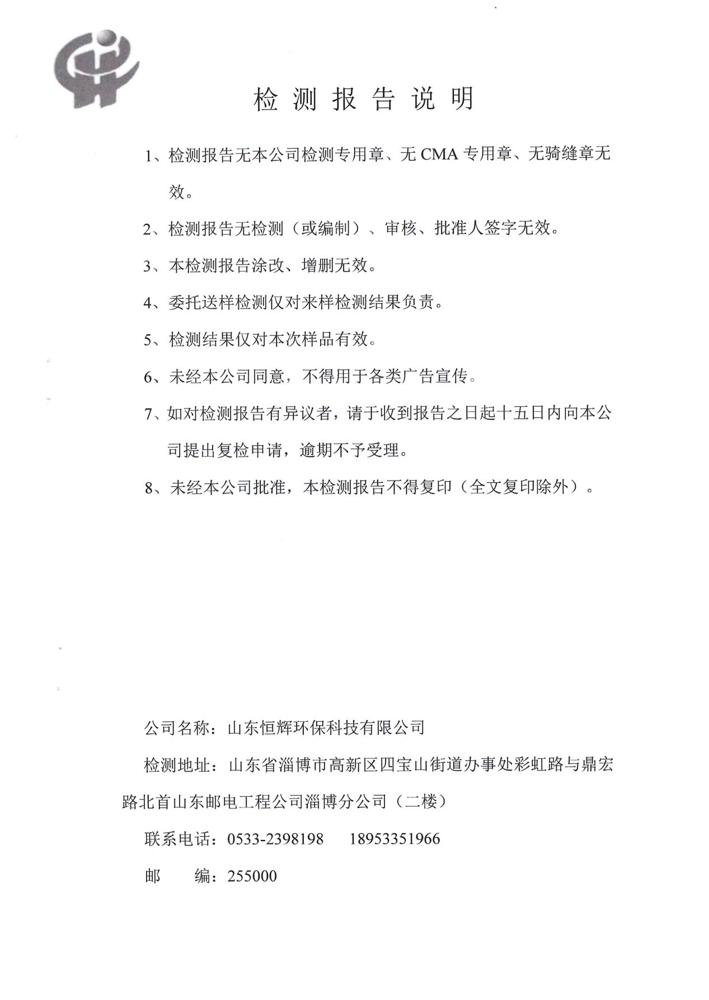 检测报告说明
1、检测报告无本公司检测专用章、无 CMA 专用章、无骑缝章无
效。
2、检测报告无检测（或编制）、审核、批准人签字无效。
3、本检测报告涂改、增删无效。
4、委托送样检测仅对来样检测结果负责。
5、检测结果仅对本次样品有效。
6、未经本公司同意，不得用于各类广告宣传。
7、如对检测报告有异议者，请于收到报告之日起十五日内向本公
司提出复检申请，逾期不予受理。
8、未经本公司批准，本检测报告不得复印（全文复印除外）。
公司名称：山东恒辉环保科技有限公司
检测地址：山东省淄博市高新区四宝山街道办事处彩虹路与鼎宏
路北首山东邮电工程公司淄博分公司（二楼）
联系电话：0533-2398198 18953351966
邮 编：255000